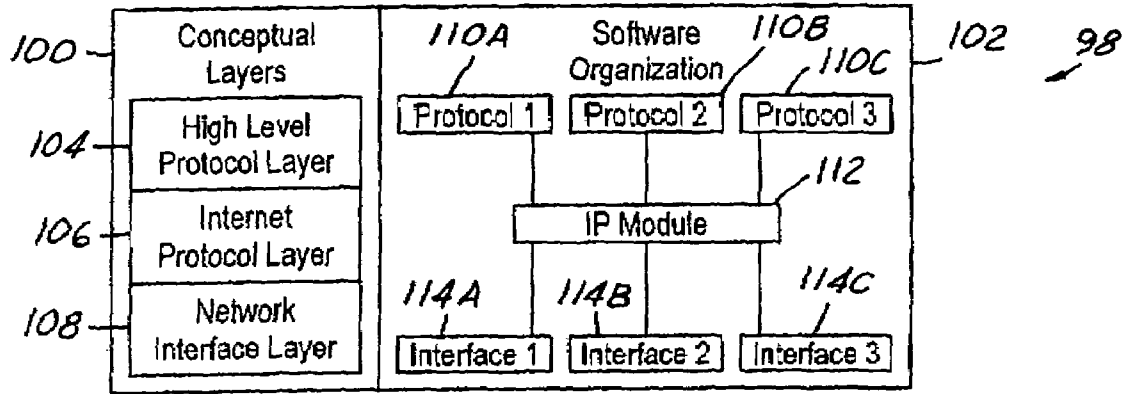 100
Conceptual
Layers
104
High Level
Protocol Layer
106
Internet
Protocol Layer
108
Network
Interface Layer
Software
Organization
102
98
110A
110B
110C
Protocol 1
Protocol 2
Protocol 3
112
IP Module
114A
114B
114C
Interface 1
Interface 2
Interface 3